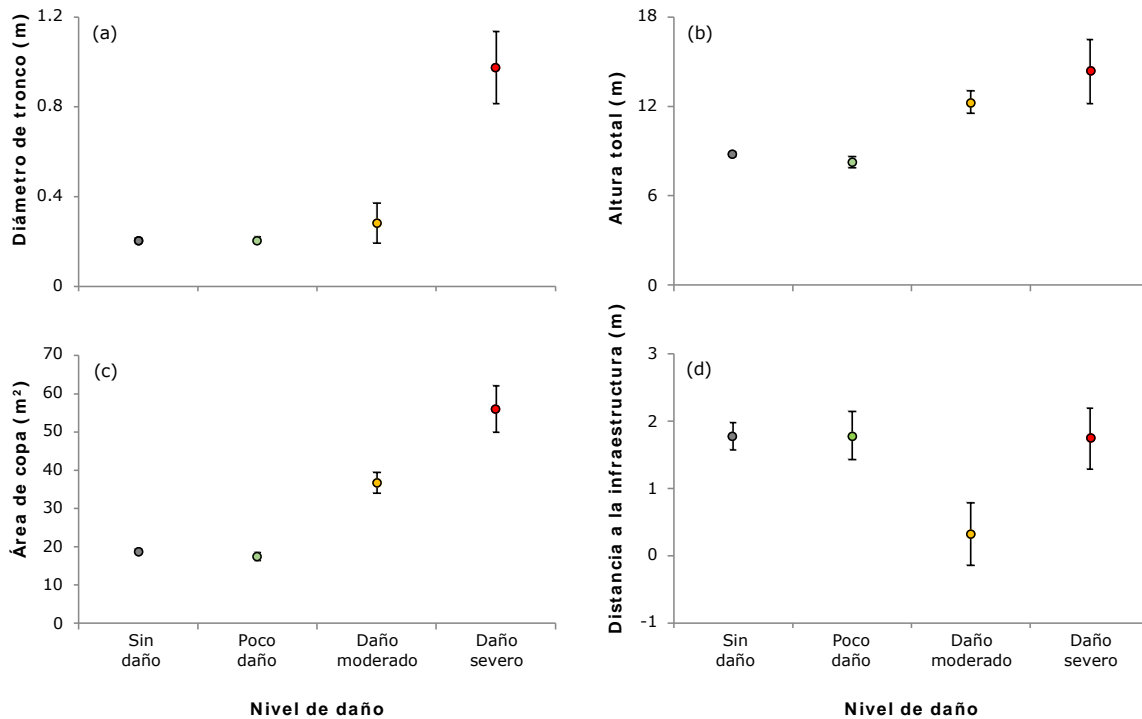 (a)
Diámetro de tronco (m)
1.2
0.8
0.4
0
(b)
Altura total (m)
18
12
6
0
(c)
Área de copa (m²)
70
60
50
40
30
20
10
0
Sin
daño
Poco
daño
Daño
moderado
Daño
severo
Nivel de daño
(d)
Distancia a la infraestructura (m)
3
2
1
0
-1
Sin
daño
Poco
daño
Daño
moderado
Daño
severo
Nivel de daño